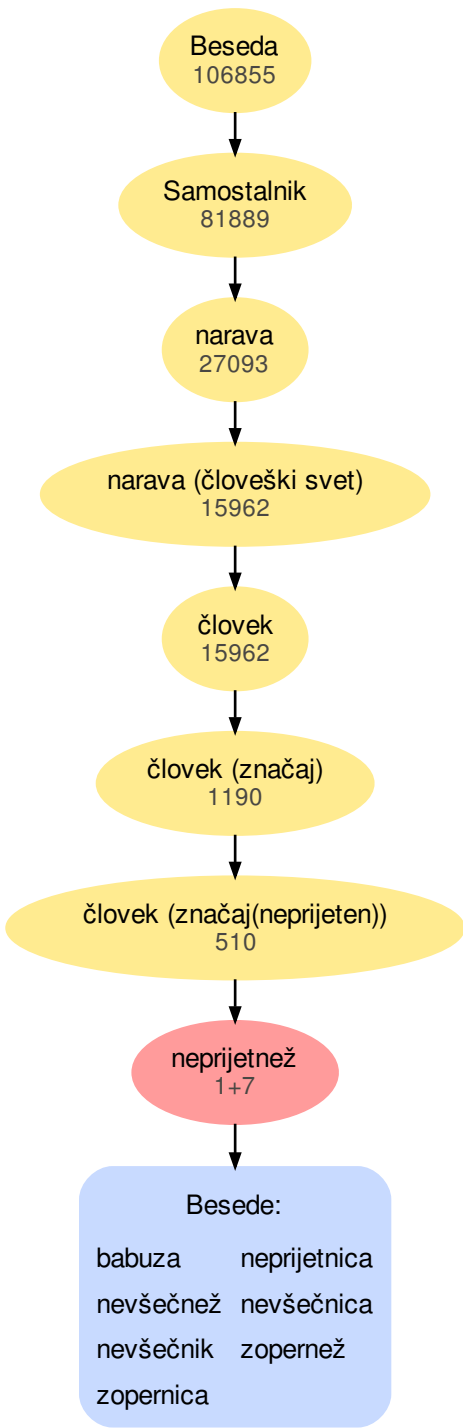 Beseda
106855
Samostalnik
81889
narava
27093
narava (človeški svet)
15962
človek
15962
človek (značaj)
1190
človek (značaj(neprijeten))
510
neprijetnež
1+7
Besede:
babuza neprijetnica
nevšečnež nevšečnica
nevšečnik zopernež
zopernica